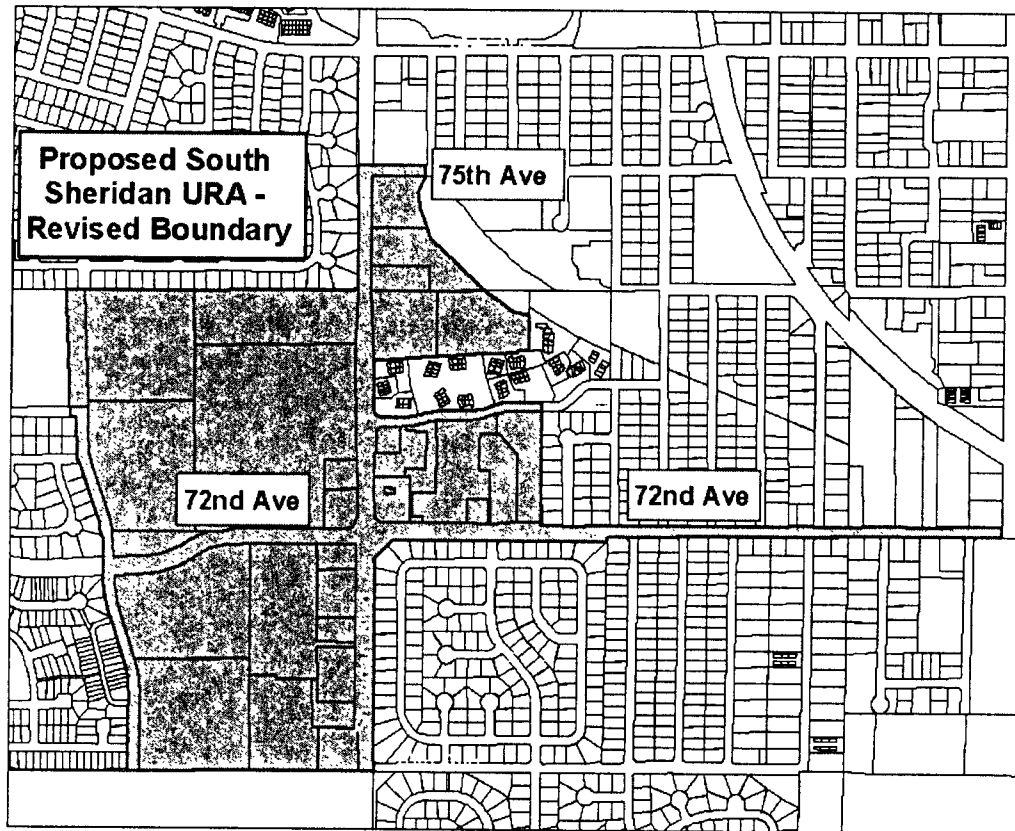 Proposed South
Sheridan URA -
Revised Boundary
75th Ave
72nd Ave
72nd Ave